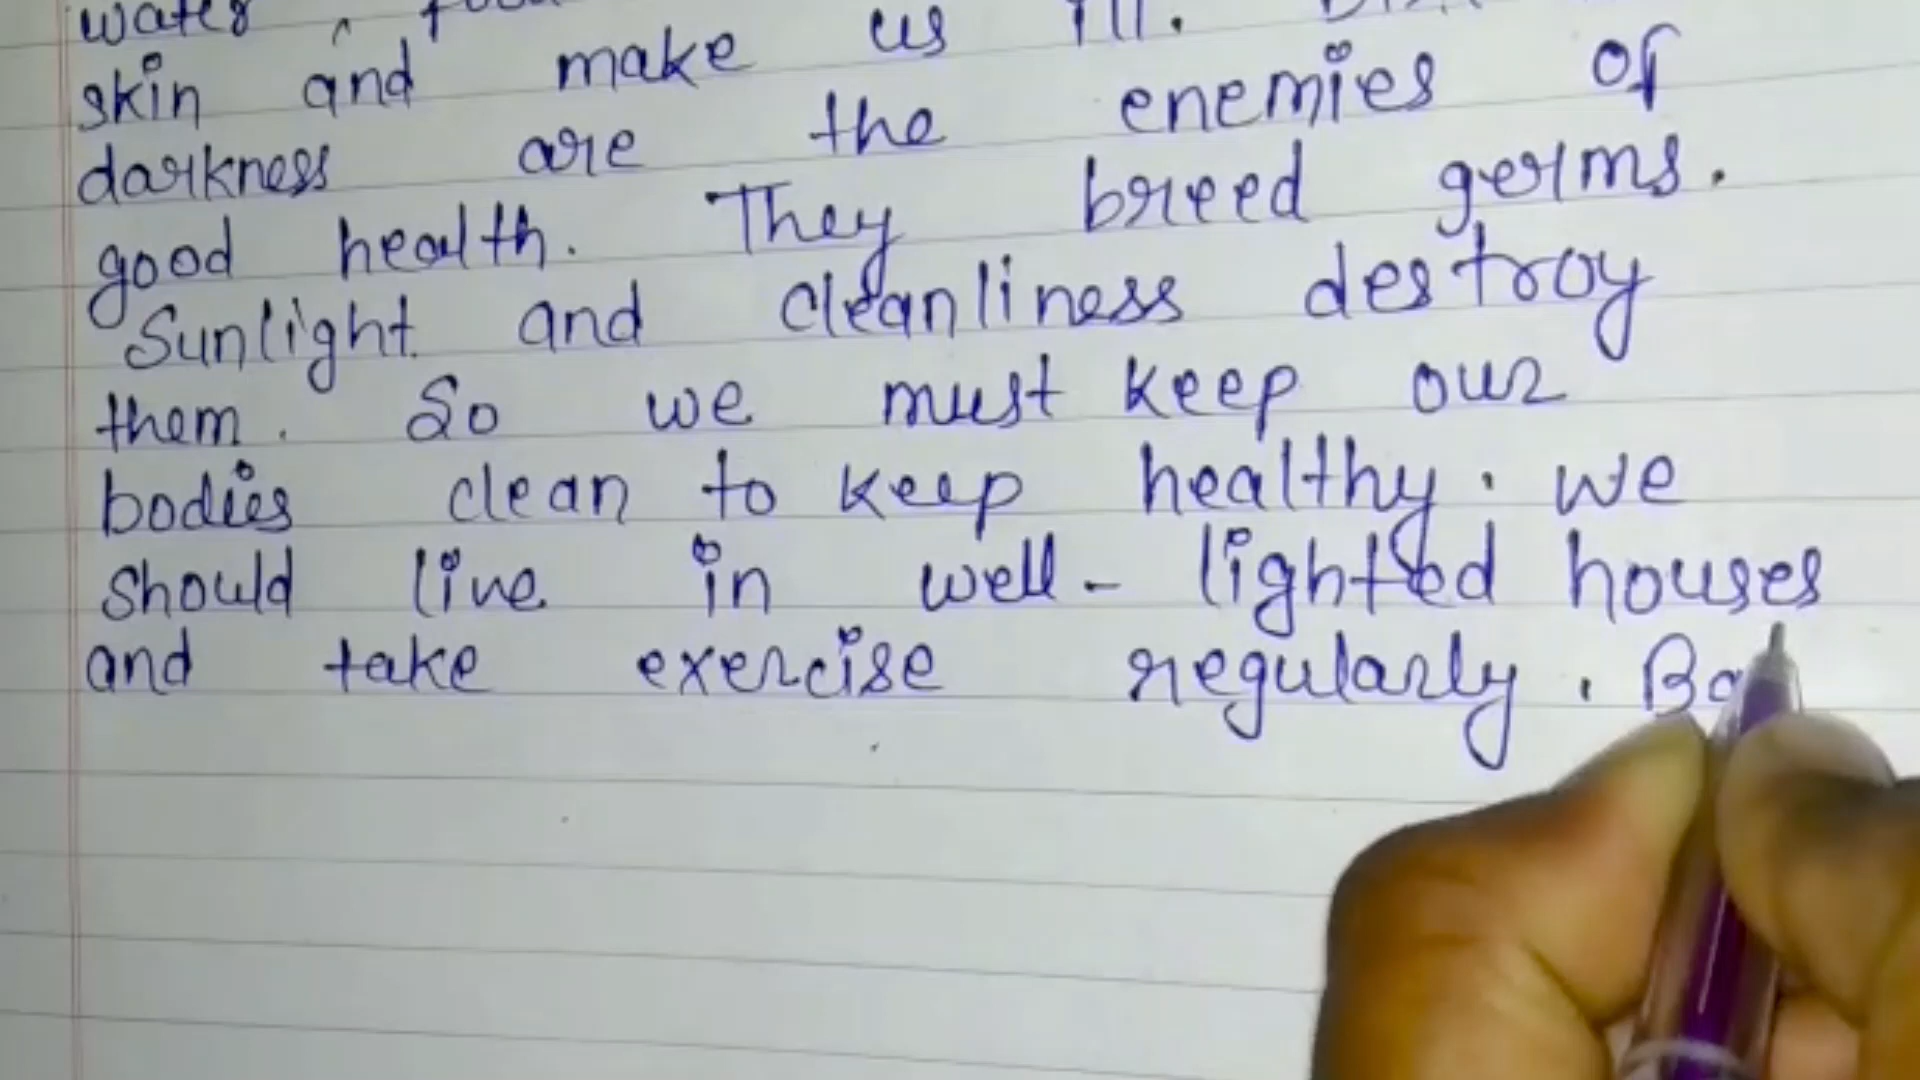 water,
skin and make us ill.
darkness are the enemies of
good health. They breed germs.
Sunlight and cleanliness destroy
them. So we must keep our
bodies clean to keep healthy. We
should live in well-lighted houses
and take exercise regularly. Ba